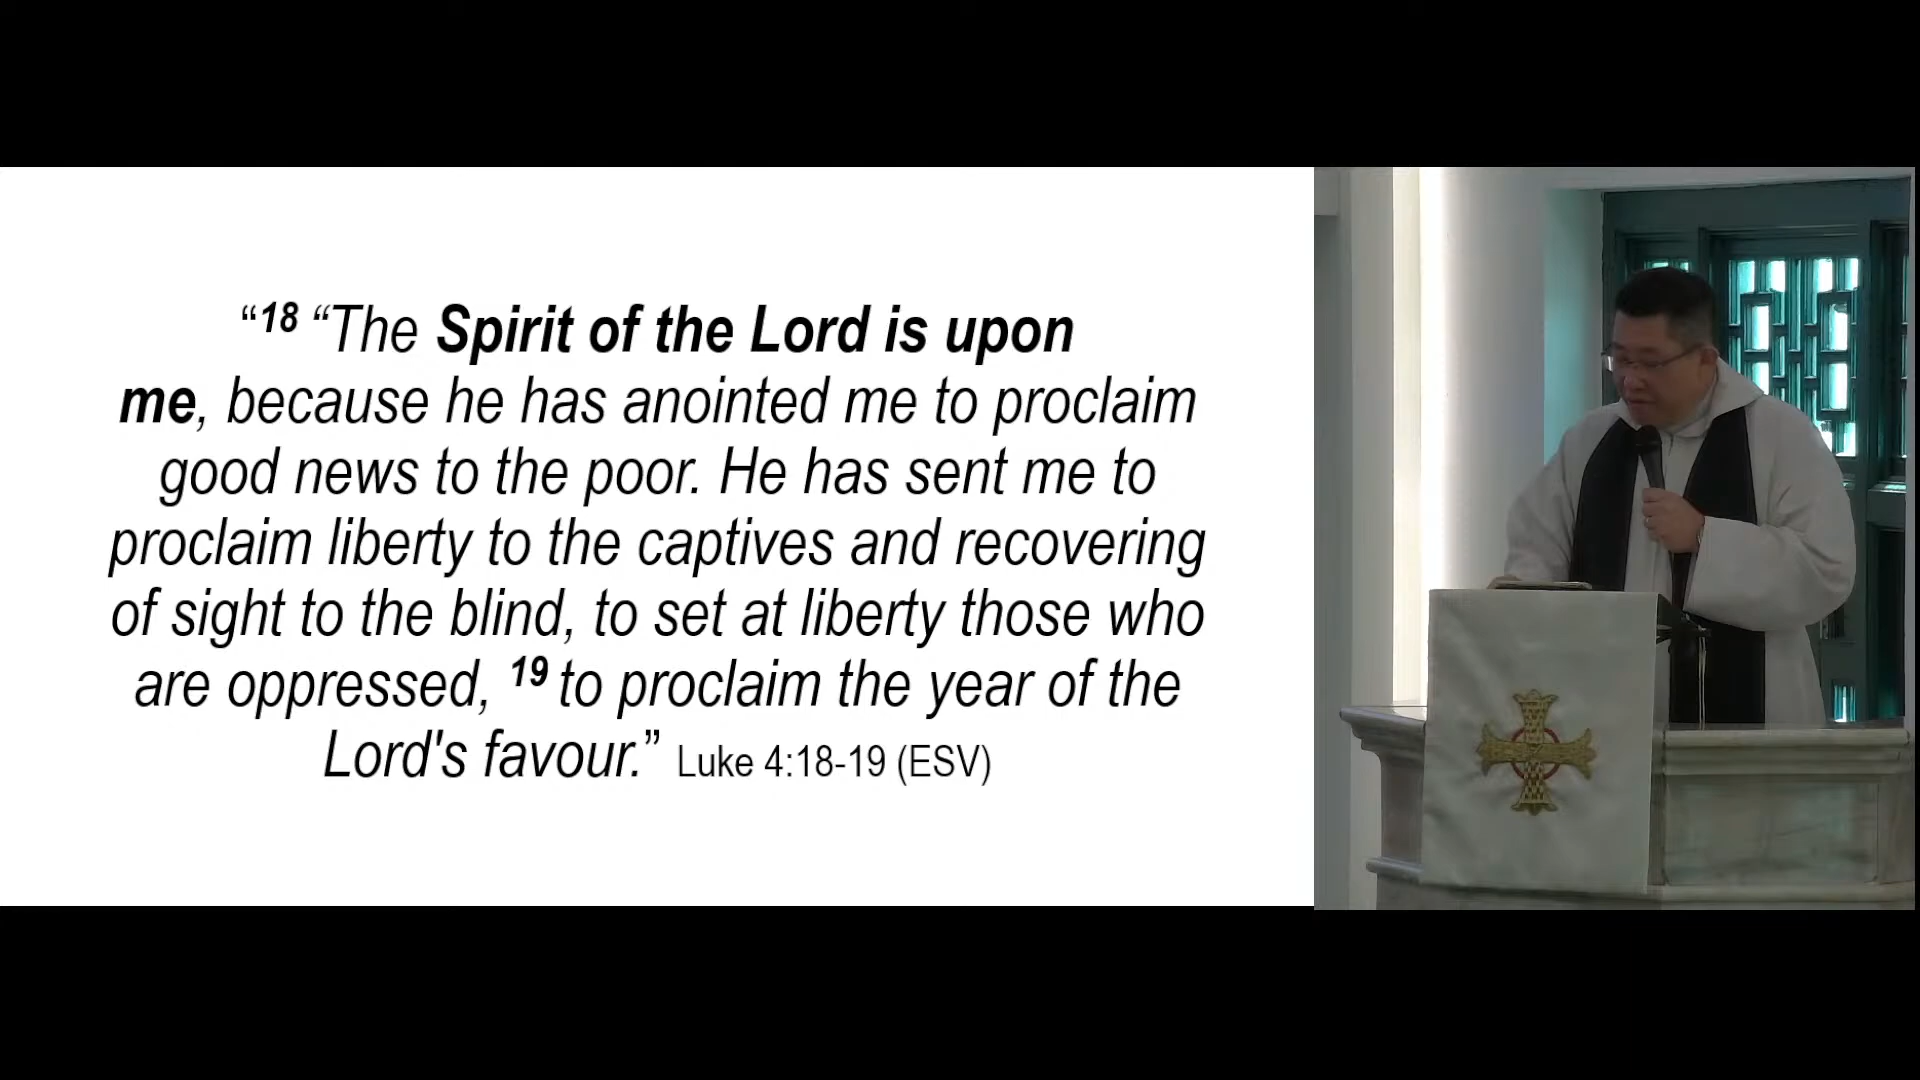 “18 “The Spirit of the Lord is upon
me, because he has anointed me to proclaim
good news to the poor. He has sent me to
proclaim liberty to the captives and recovering
of sight to the blind, to set at liberty those who
are oppressed, 19 to proclaim the year of the
Lord's favour.” Luke 4:18-19 (ESV)